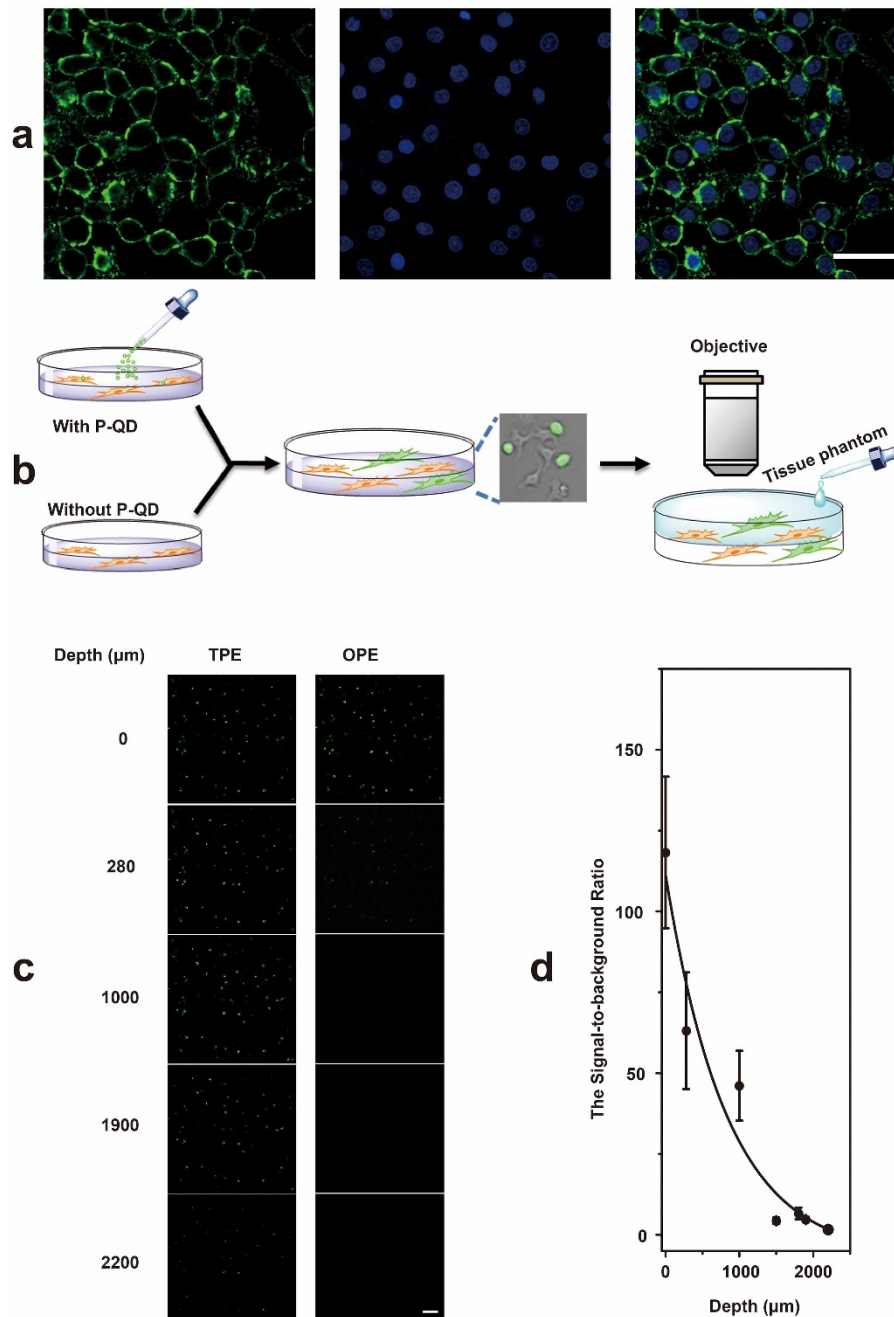 a
With P-QD
b
Without P-QD
Objective
Tissue phantom
c
Depth (μm) TPE OPE
0
280
1000
1900
2200
d
The Signal-to-background Ratio
150
100
50
0
0 1000 2000
Depth (μm)